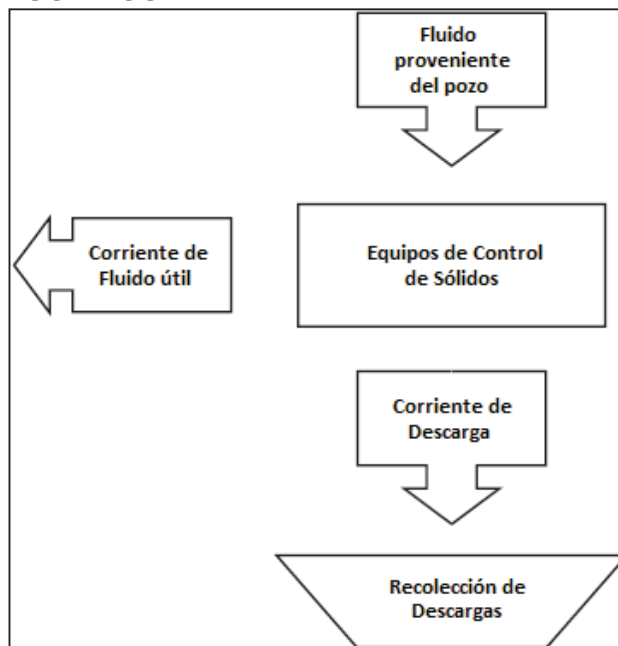 Fluido
proveniente
del pozo
Corriente de
Fluido útil
Equipos de Control
de Sólidos
Corriente de
Descarga
Recolección de
Descargas